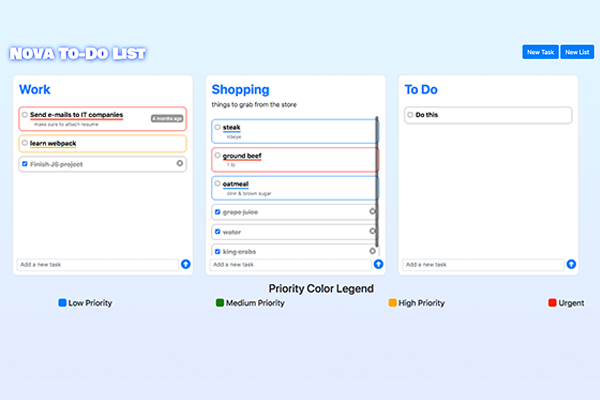 Nova To-Do List
New Task
New List
Work
Send e-mails to IT companies
make sure to attach resume
4 months ago
learn webpack
Finish JS project
Add a new task
Shopping
things to grab from the store
steak
ribeye
ground beef
1 lb
oatmeal
cinn & brown sugar
grape juice
water
king crabs
Add a new task
To Do
Do this
Add a new task
Priority Color Legend
Low Priority
Medium Priority
High Priority
Urgent